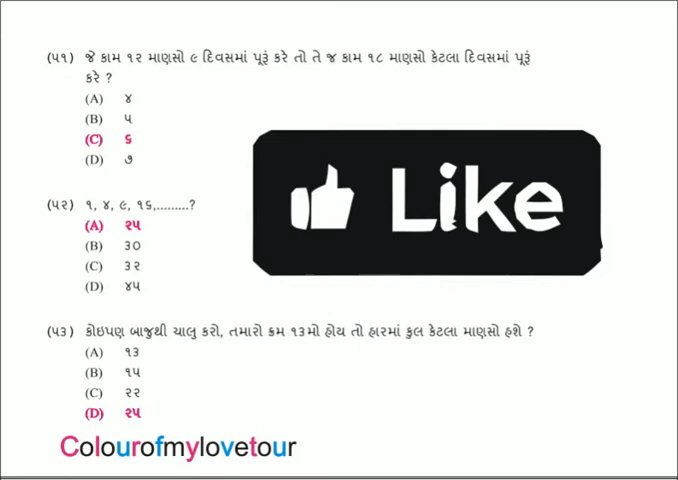 (૫૧) જે કામ ૧૨ માણસો ૯ દિવસમાં પૂરૂં કરે તો તે જ કામ ૧૮ માણસો કેટલા દિવસમાં પૂરૂં
કરે ?
(A) ૪
(B) ૫
(C) ૬
(D) ૭
Like
(૫૨) ૧, ૪, ૯, ૧૬,.........?
(A) ૨૫
(B) ૩૦
(C) ૩૨
(D) ૪૫
(૫૩) કોઇપણ બાજુથી ચાલુ કરો, તમારો ક્રમ ૧૩મો હોય તો હારમાં કુલ કેટલા માણસો હશે ?
(A) ૧૩
(B) ૧૫
(C) ૨૨
(D) ૨૫
Colourofmylovetour